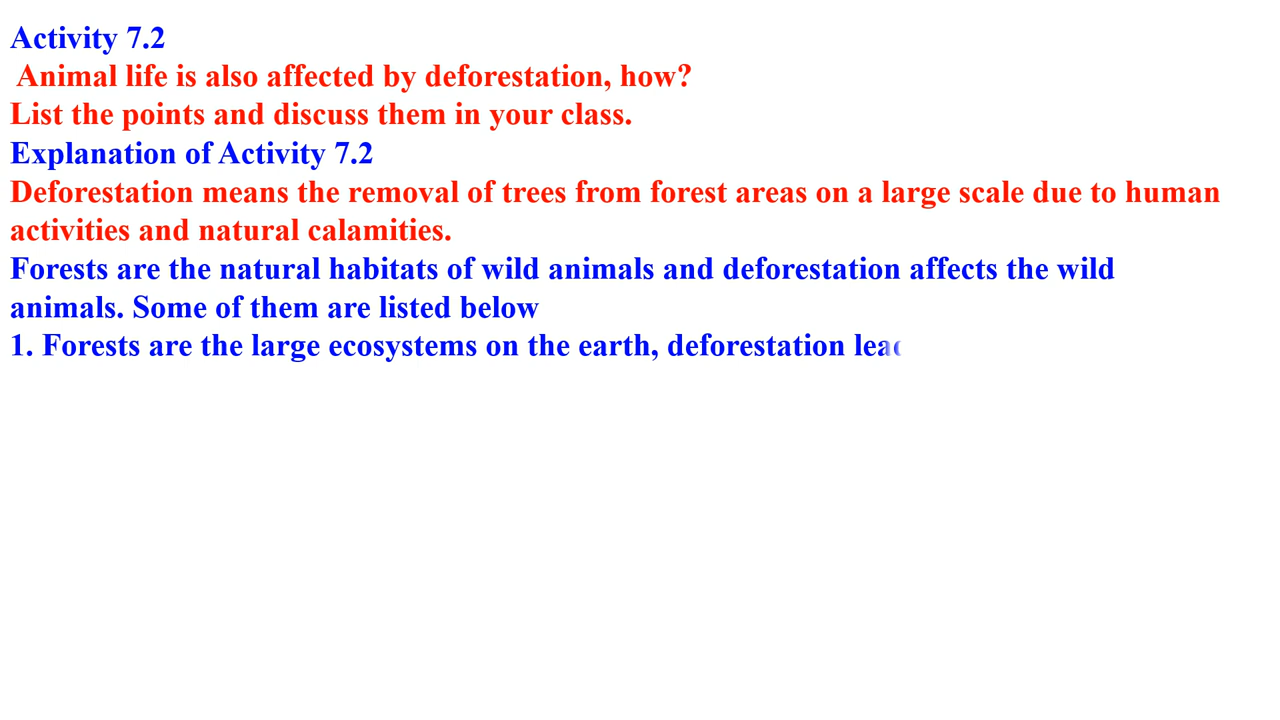 Activity 7.2
Animal life is also affected by deforestation, how?
List the points and discuss them in your class.
Explanation of Activity 7.2
Deforestation means the removal of trees from forest areas on a large scale due to human
activities and natural calamities.
Forests are the natural habitats of wild animals and deforestation affects the wild
animals. Some of them are listed below
1. Forests are the large ecosystems on the earth, deforestation